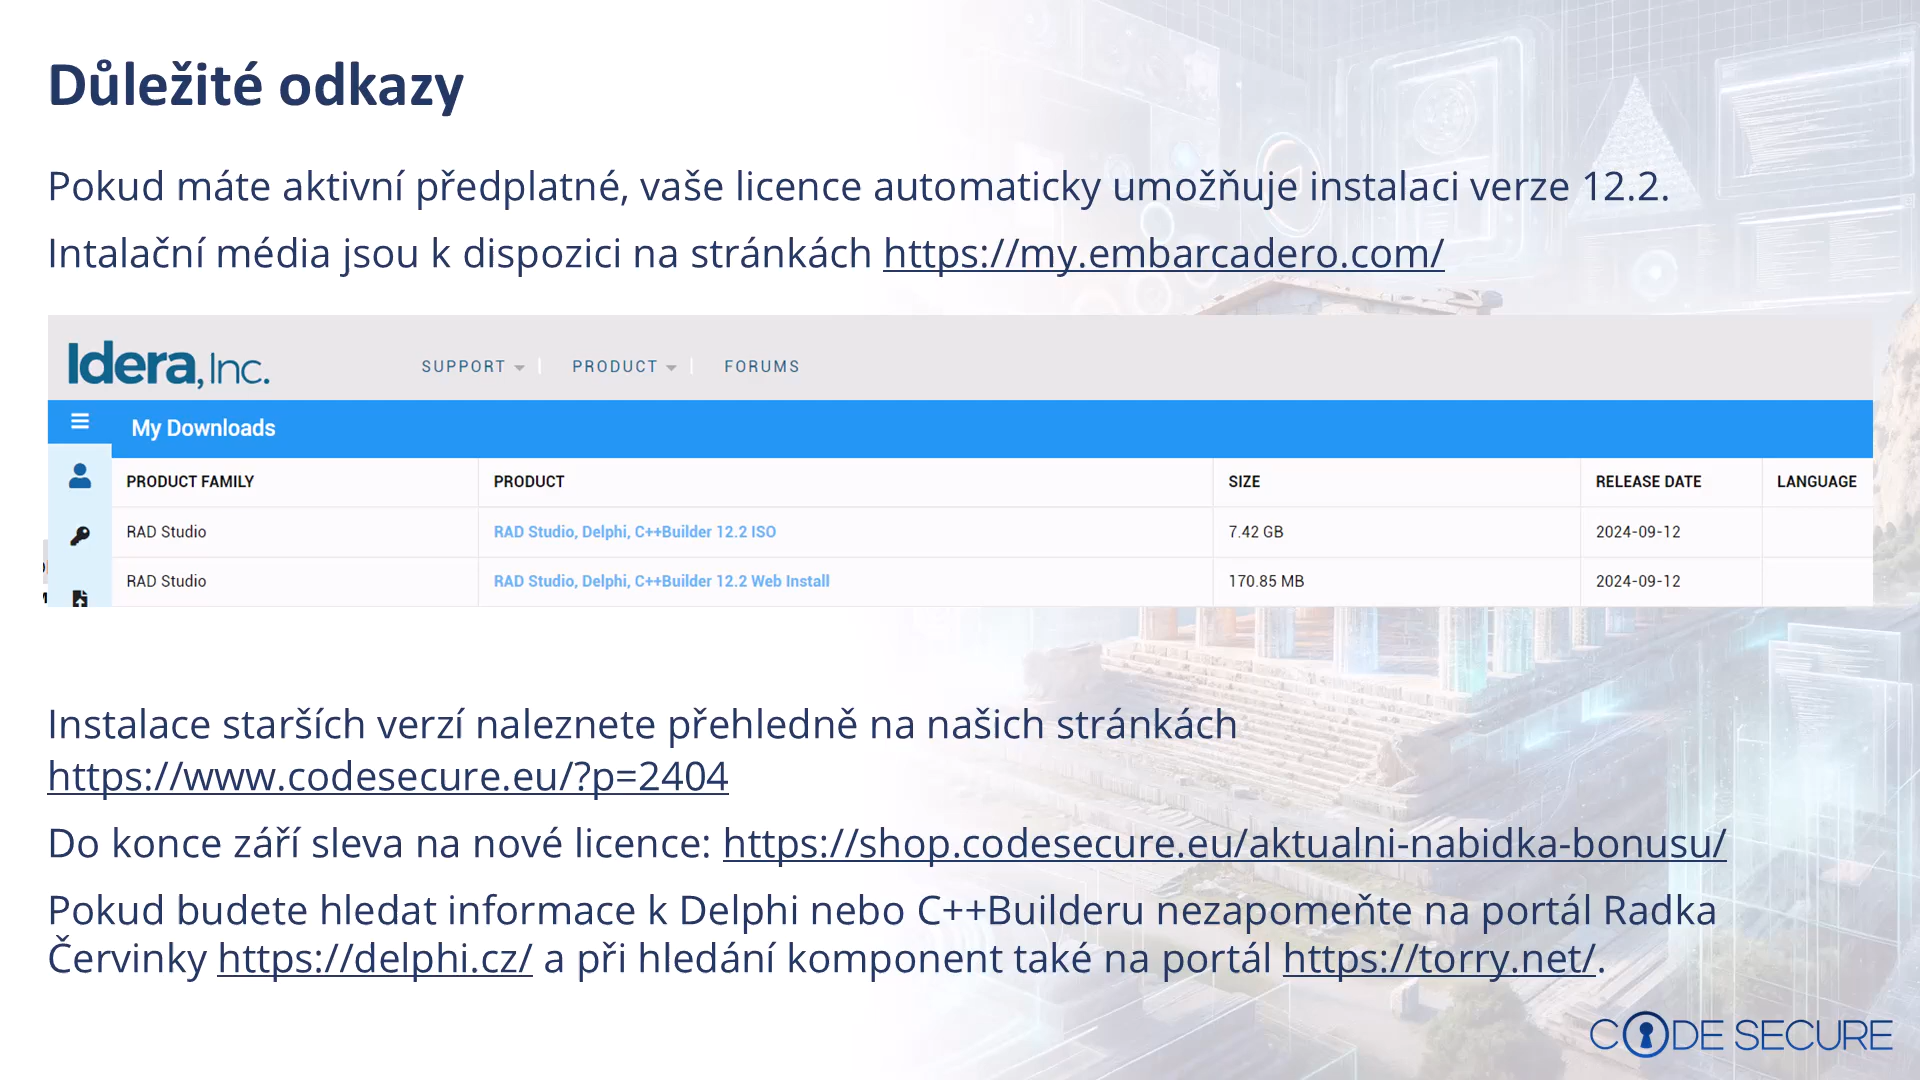 Důležité odkazy
Pokud máte aktivní předplatné, vaše licence automaticky umožňuje instalaci verze 12.2.
Intalační média jsou k dispozici na stránkách https://my.embarcadero.com/
Idera, Inc.
SUPPORT PRODUCT FORUMS
My Downloads
PRODUCT FAMILY PRODUCT SIZE RELEASE DATE LANGUAGE
RAD Studio RAD Studio, Delphi, C++Builder 12.2 ISO 7.42 GB 2024-09-12
RAD Studio RAD Studio, Delphi, C++Builder 12.2 Web Install 170.85 MB 2024-09-12
Instalace starších verzí naleznete přehledně na našich stránkách
https://www.codesecure.eu/?p=2404
Do konce září sleva na nové licence: https://shop.codesecure.eu/aktualni-nabidka-bonusu/
Pokud budete hledat informace k Delphi nebo C++Builderu nezapomeňte na portál Radka
Červinky https://delphi.cz/ a při hledání komponent také na portál https://torry.net/.
CODE SECURE